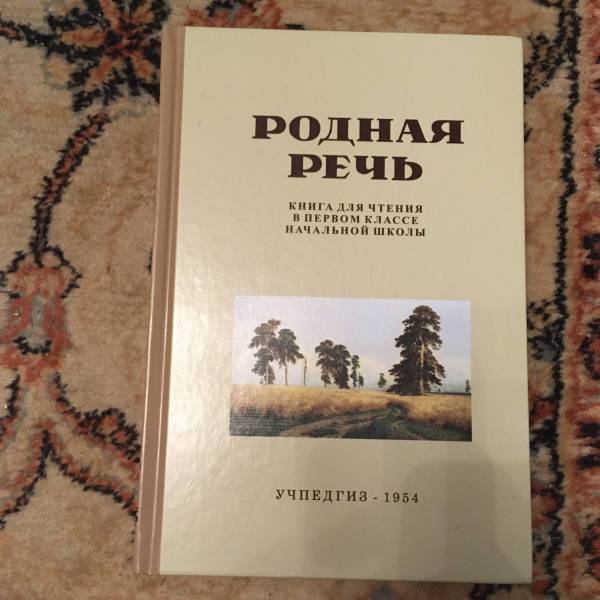 РОДНАЯ
РЕЧЬ
КНИГА ДЛЯ ЧТЕНИЯ
В ПЕРВОМ КЛАССЕ
НАЧАЛЬНОЙ ШКОЛЫ
УЧПЕДГИЗ - 1954